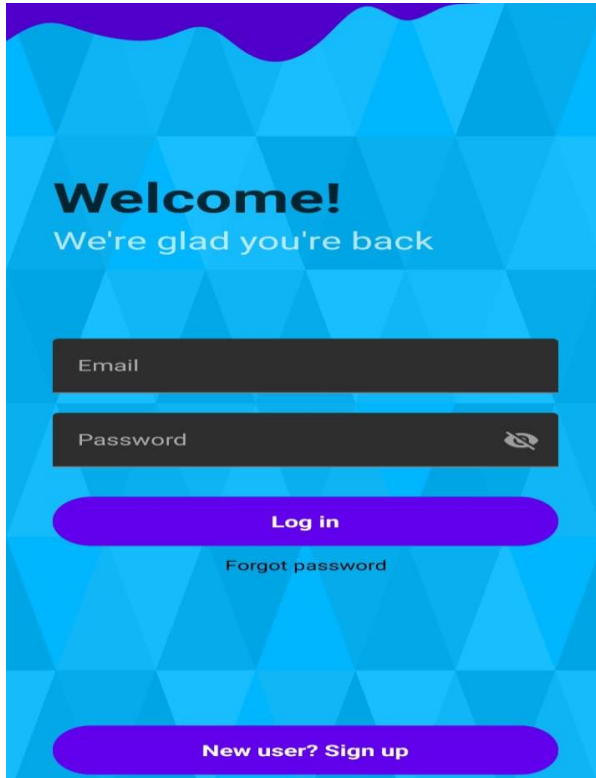 Welcome!
We're glad you're back
Email
Password
Log in
Forgot password
New user? Sign up